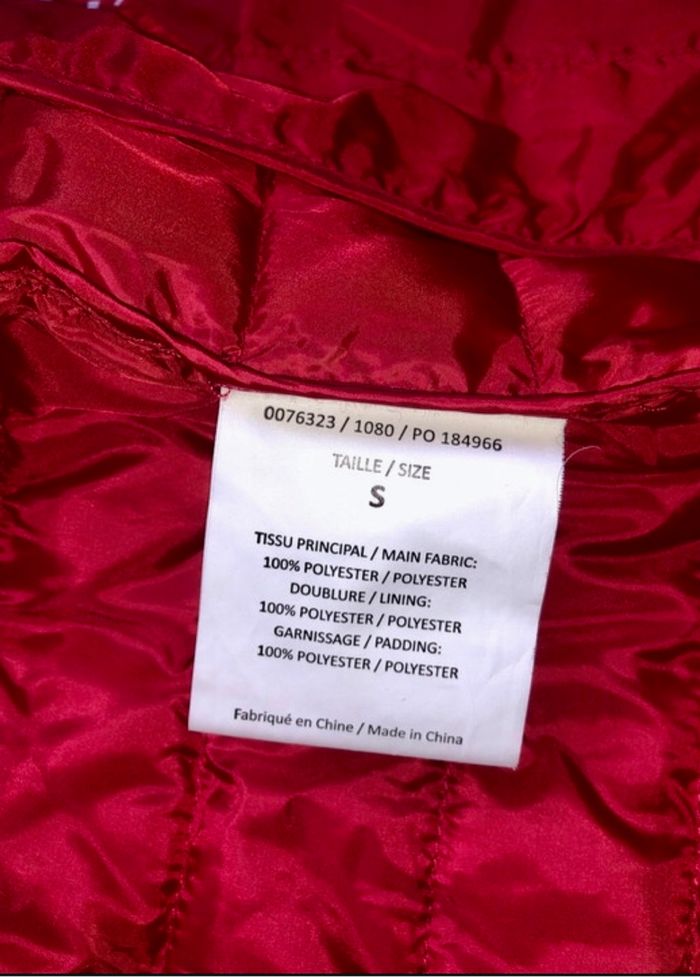 0076323 / 1080 / PO 184966
TAILLE / SIZE
S
TISSU PRINCIPAL / MAIN FABRIC:
100% POLYESTER / POLYESTER
DOUBLURE / LINING:
100% POLYESTER / POLYESTER
GARNISSAGE / PADDING:
100% POLYESTER / POLYESTER
Fabriqué en Chine / Made in China